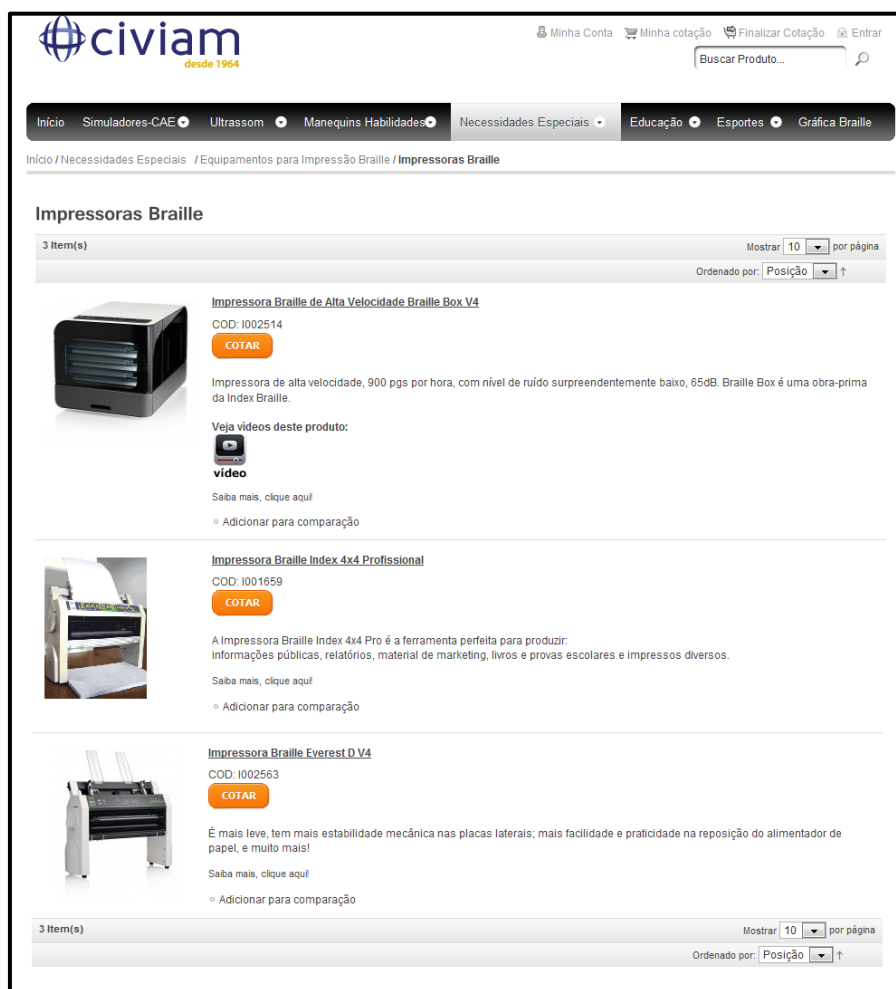 civiam
desde 1964
Minha Conta Minha cotação Finalizar Cotação Entrar
Buscar Produto...
Início Simuladores-CAE Ultrassom Manequins Habilidades Necessidades Especiais Educação Esportes Gráfica Braille
Início / Necessidades Especiais / Equipamentos para Impressão Braille / Impressoras Braille
Impressoras Braille
3 Item(s) Mostrar 10 por página
Ordenado por: Posição ↑
Impressora Braille de Alta Velocidade Braille Box V4
COD: I002514
COTAR
Impressora de alta velocidade, 900 pgs por hora, com nível de ruído surpreendentemente baixo, 65dB. Braille Box é uma obra-prima
da Index Braille.
Veja videos deste produto:
vídeo
Saiba mais, clique aqui!
Adicionar para comparação
Impressora Braille Index 4x4 Profissional
COD: I001659
COTAR
A Impressora Braille Index 4x4 Pro é a ferramenta perfeita para produzir:
informações públicas, relatórios, material de marketing, livros e provas escolares e impressos diversos.
Saiba mais, clique aqui!
Adicionar para comparação
Impressora Braille Everest D V4
COD: I002563
COTAR
É mais leve, tem mais estabilidade mecânica nas placas laterais; mais facilidade e praticidade na reposição do alimentador de
papel, e muito mais!
Saiba mais, clique aqui!
Adicionar para comparação
3 Item(s) Mostrar 10 por página
Ordenado por: Posição ↑